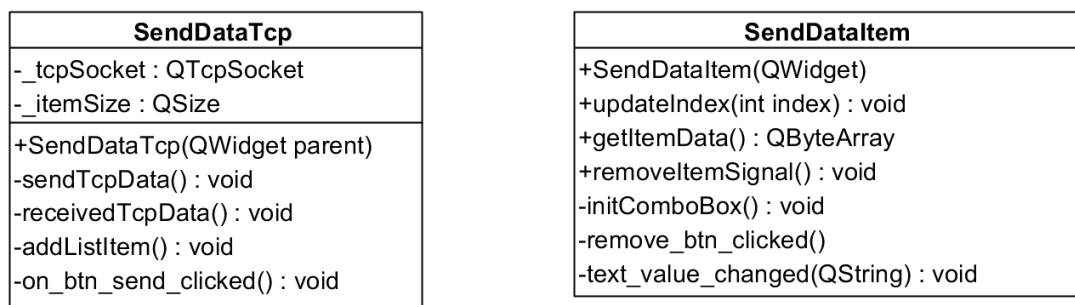 SendDataTcp
-_tcpSocket : QTcpSocket
-_itemSize : QSize
+SendDataTcp(QWidget parent)
-sendTcpData() : void
-receivedTcpData() : void
-addListItem() : void
-on_btn_send_clicked() : void
SendDataItem
+SendDataItem(QWidget)
+updateIndex(int index) : void
+getItemData() : QByteArray
+removeItemSignal() : void
-initComboBox() : void
-remove_btn_clicked()
-text_value_changed(QString) : void